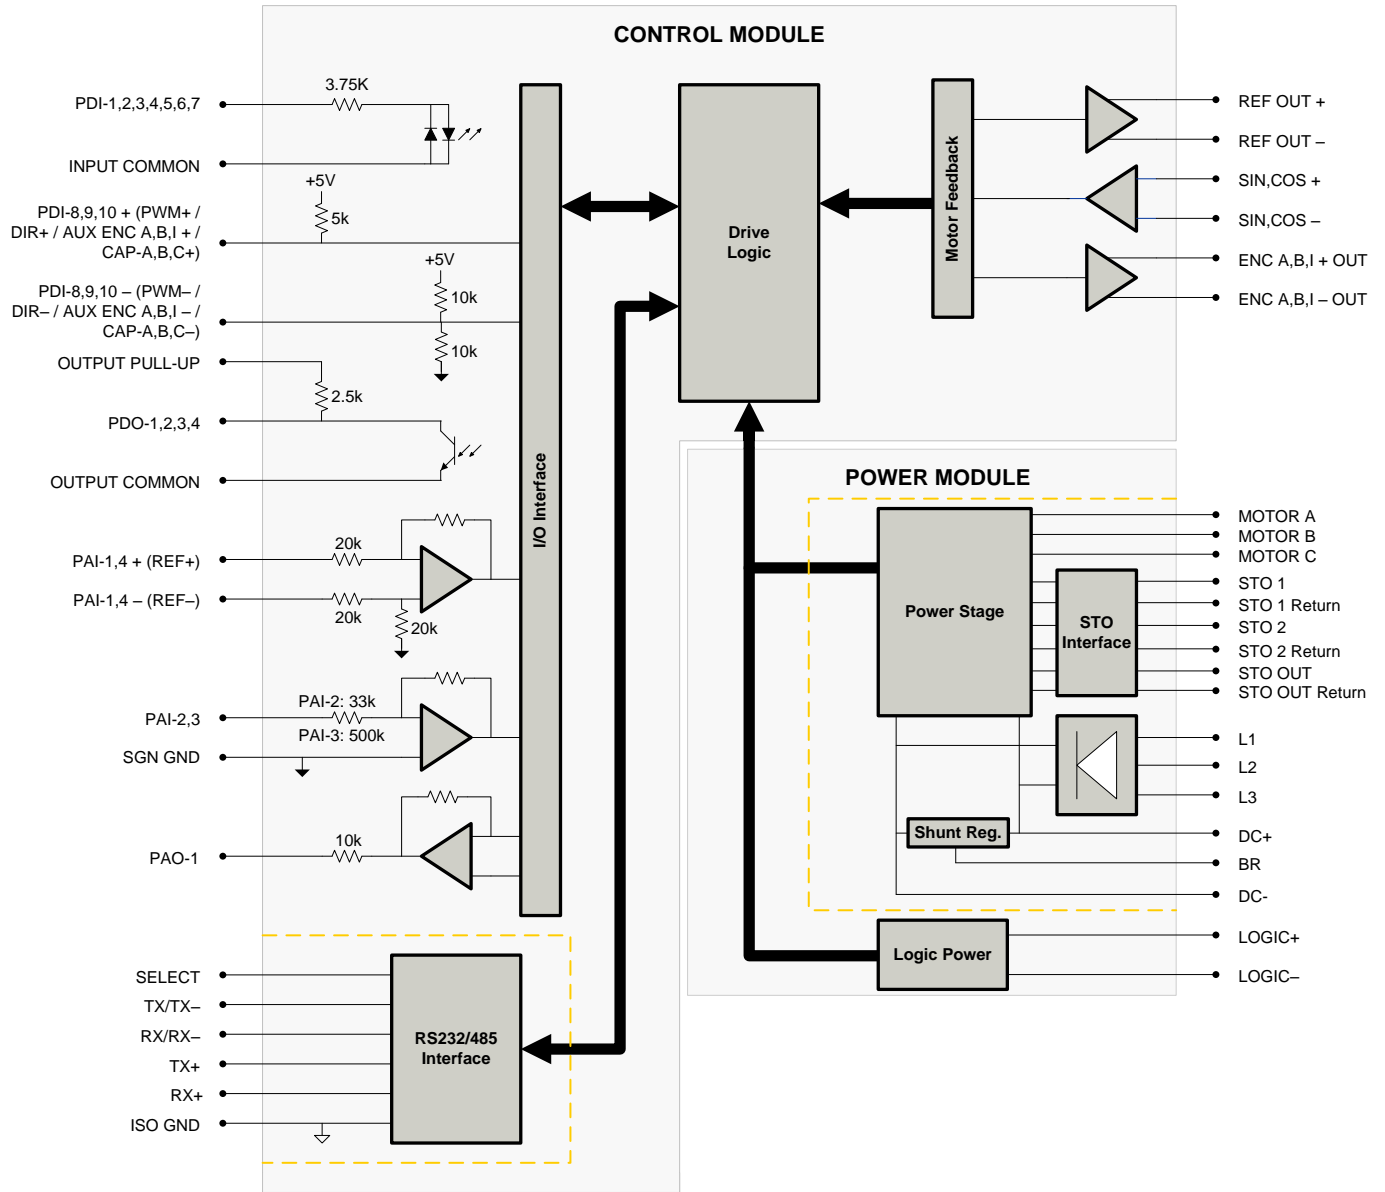 CONTROL MODULE
3.75K
PDI-1,2,3,4,5,6,7
INPUT COMMON
+5V
PDI-8,9,10 + (PWM+ /
DIR+ / AUX ENC A,B,I + /
CAP-A,B,C+)
5k
+5V
PDI-8,9,10 – (PWM– /
DIR– / AUX ENC A,B,I – /
CAP-A,B,C–)
10k
10k
OUTPUT PULL-UP
2.5k
PDO-1,2,3,4
OUTPUT COMMON
20k
PAI-1,4 + (REF+)
PAI-1,4 – (REF–)
20k
20k
PAI-2: 33k
PAI-2,3
PAI-3: 500k
SGN GND
10k
PAO-1
I/O Interface
SELECT
TX/TX–
RX/RX–
TX+
RX+
ISO GND
RS232/485
Interface
Drive
Logic
Motor Feedback
REF OUT +
REF OUT –
SIN,COS +
SIN,COS –
ENC A,B,I + OUT
ENC A,B,I – OUT
POWER MODULE
Power Stage
STO
Interface
MOTOR A
MOTOR B
MOTOR C
STO 1
STO 1 Return
STO 2
STO 2 Return
STO OUT
STO OUT Return
L1
L2
L3
Shunt Reg.
DC+
BR
DC-
Logic Power
LOGIC+
LOGIC–